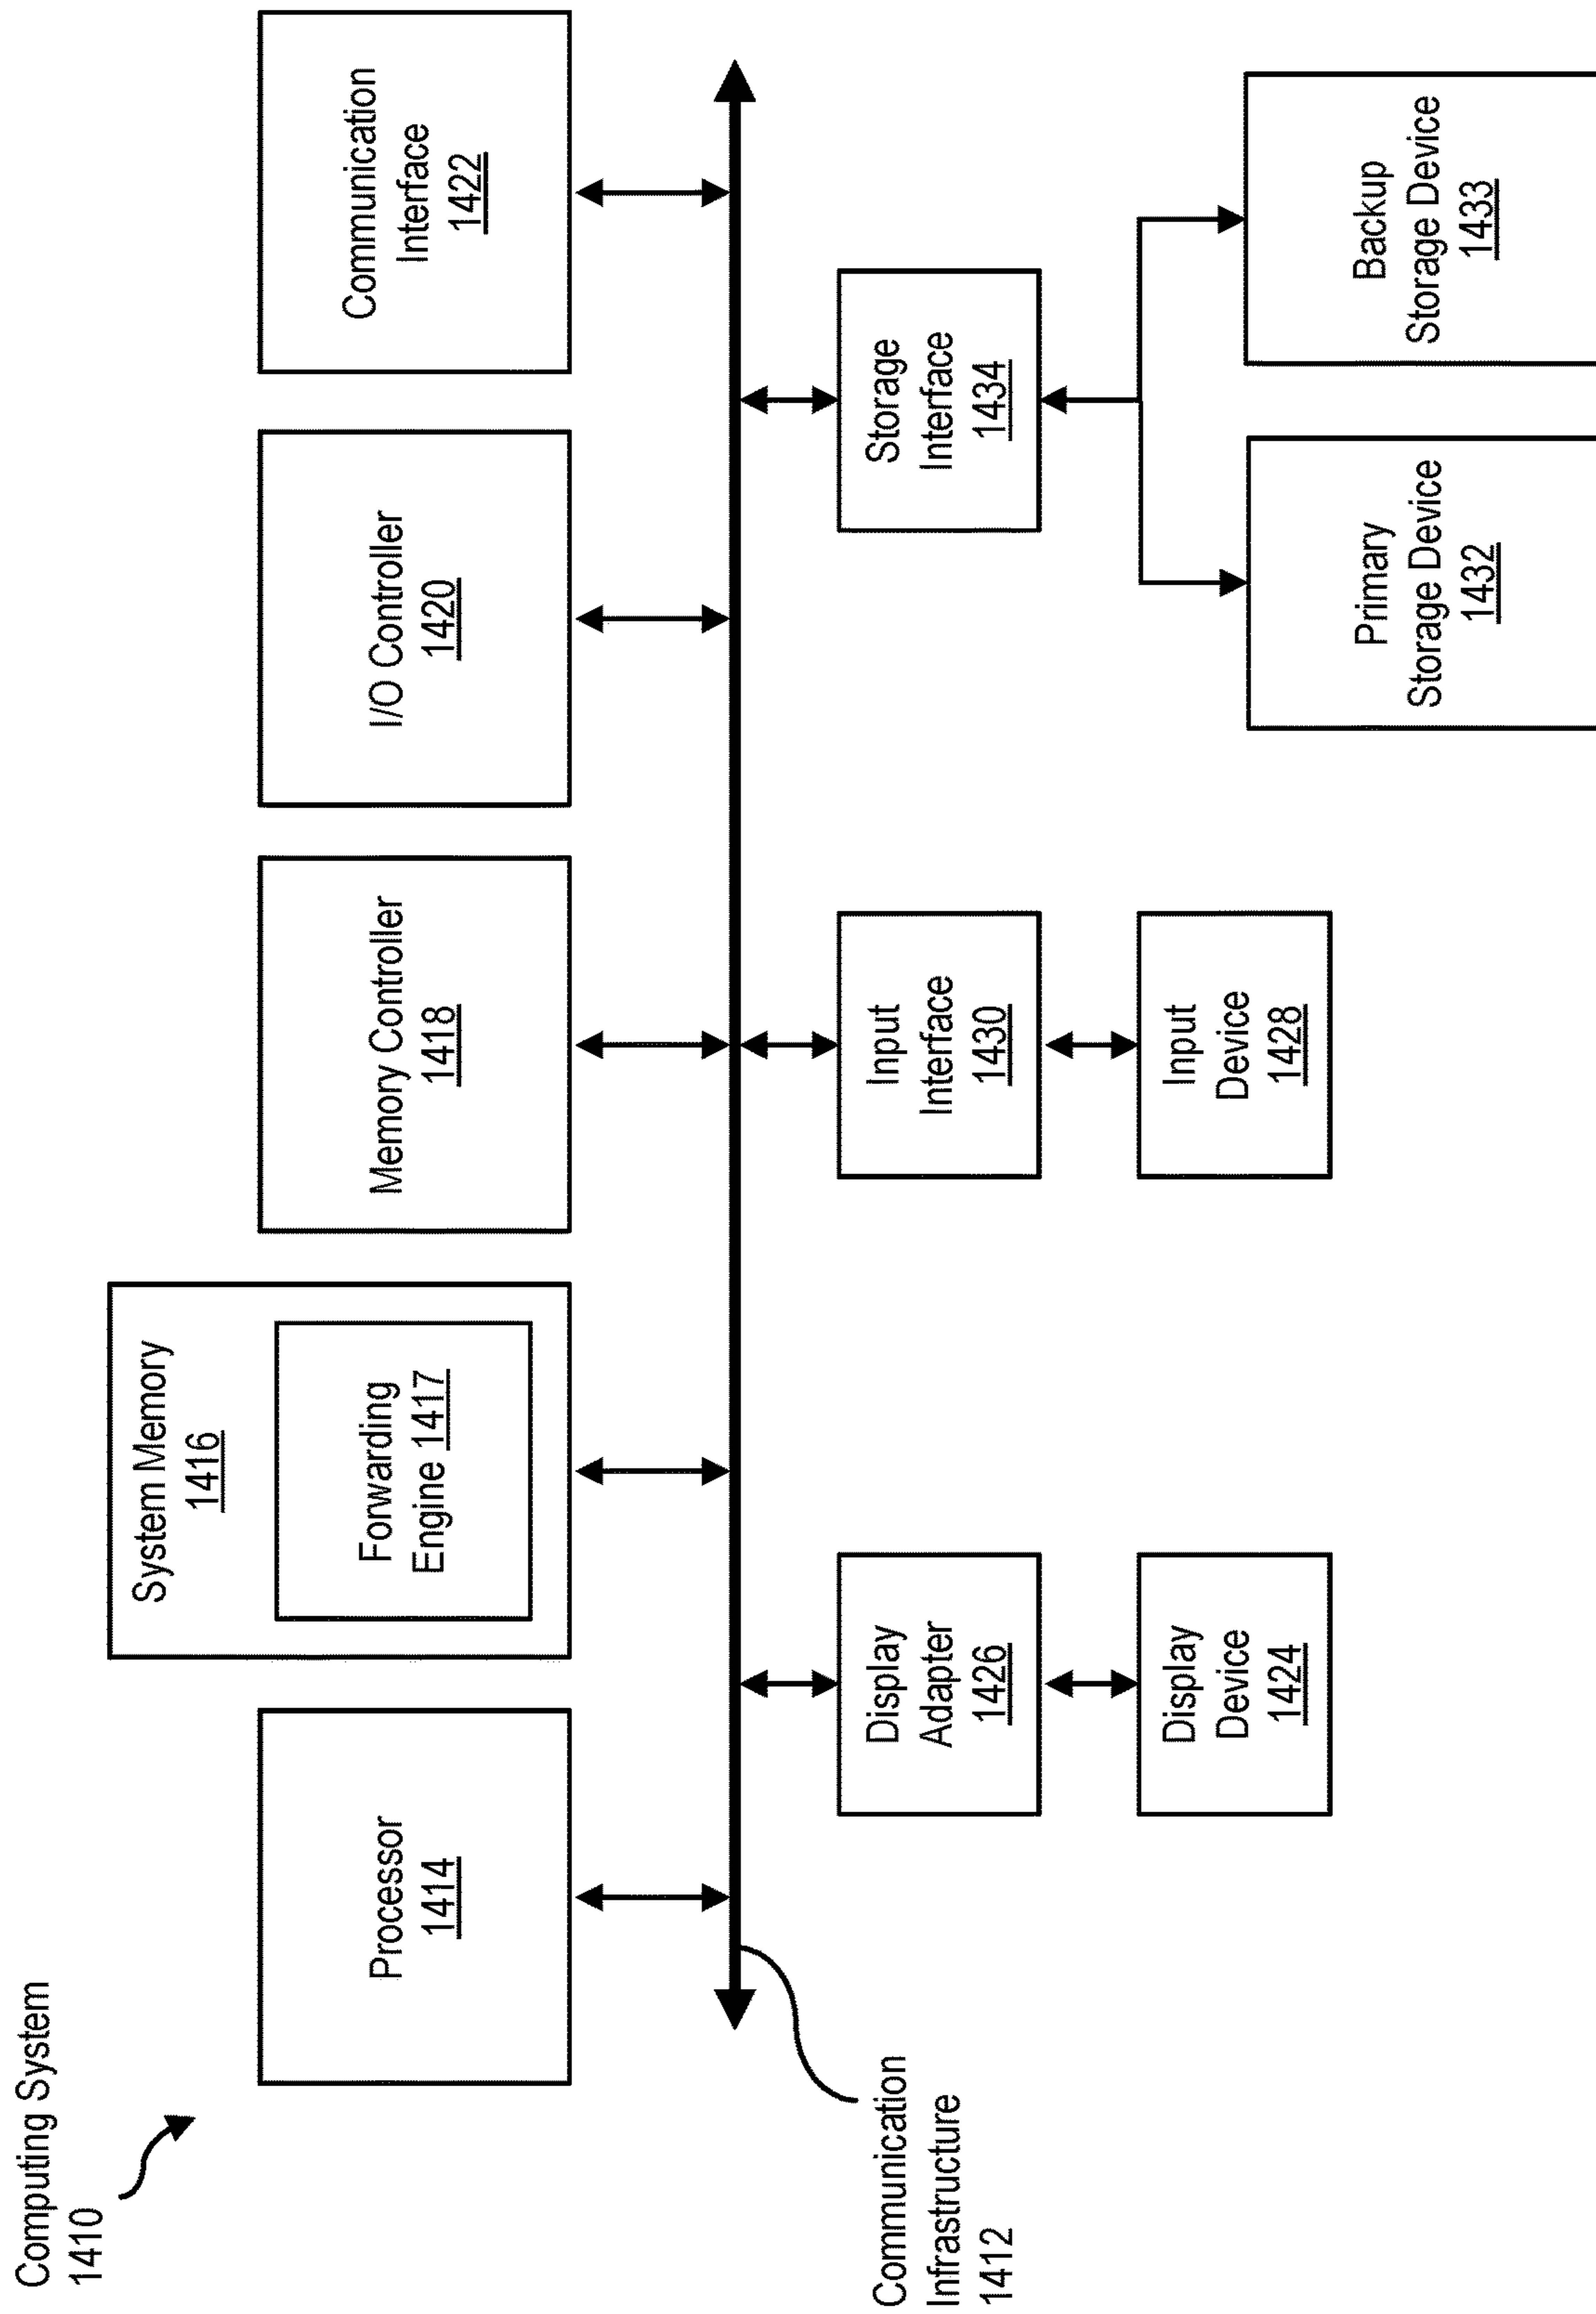 Computing System
1410
Processor
1414
System Memory
1416
Forwarding
Engine 1417
Memory Controller
1418
I/O Controller
1420
Communication
Interface
1422
Communication
Infrastructure
1412
Display
Adapter
1426
Input
Interface
1430
Storage
Interface
1434
Display
Device
1424
Input
Device
1428
Primary
Storage Device
1432
Backup
Storage Device
1433